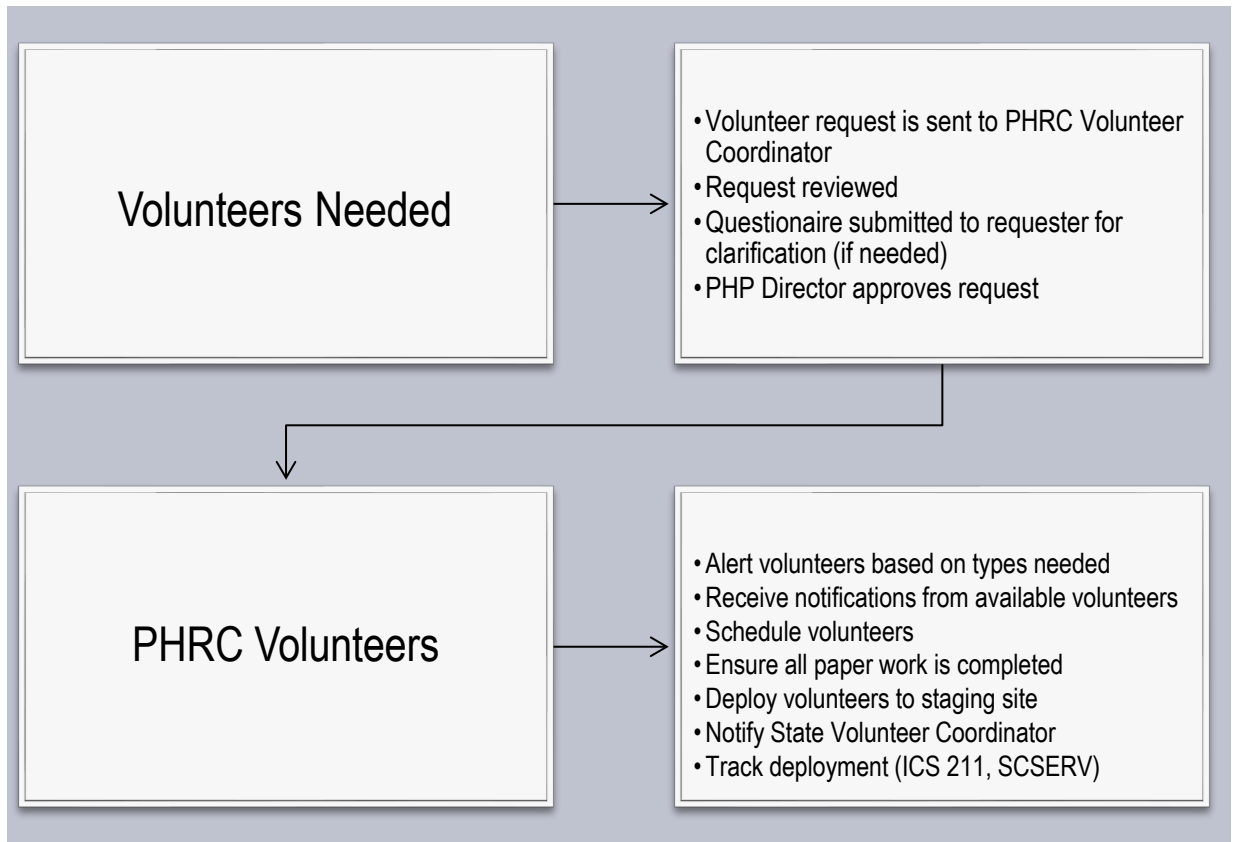 Volunteers Needed
•Volunteer request is sent to PHRC Volunteer
Coordinator
•Request reviewed
•Questionaire submitted to requester for
clarification (if needed)
•PHP Director approves request
PHRC Volunteers
•Alert volunteers based on types needed
•Receive notifications from available volunteers
•Schedule volunteers
•Ensure all paper work is completed
•Deploy volunteers to staging site
•Notify State Volunteer Coordinator
•Track deployment (ICS 211, SCSERV)